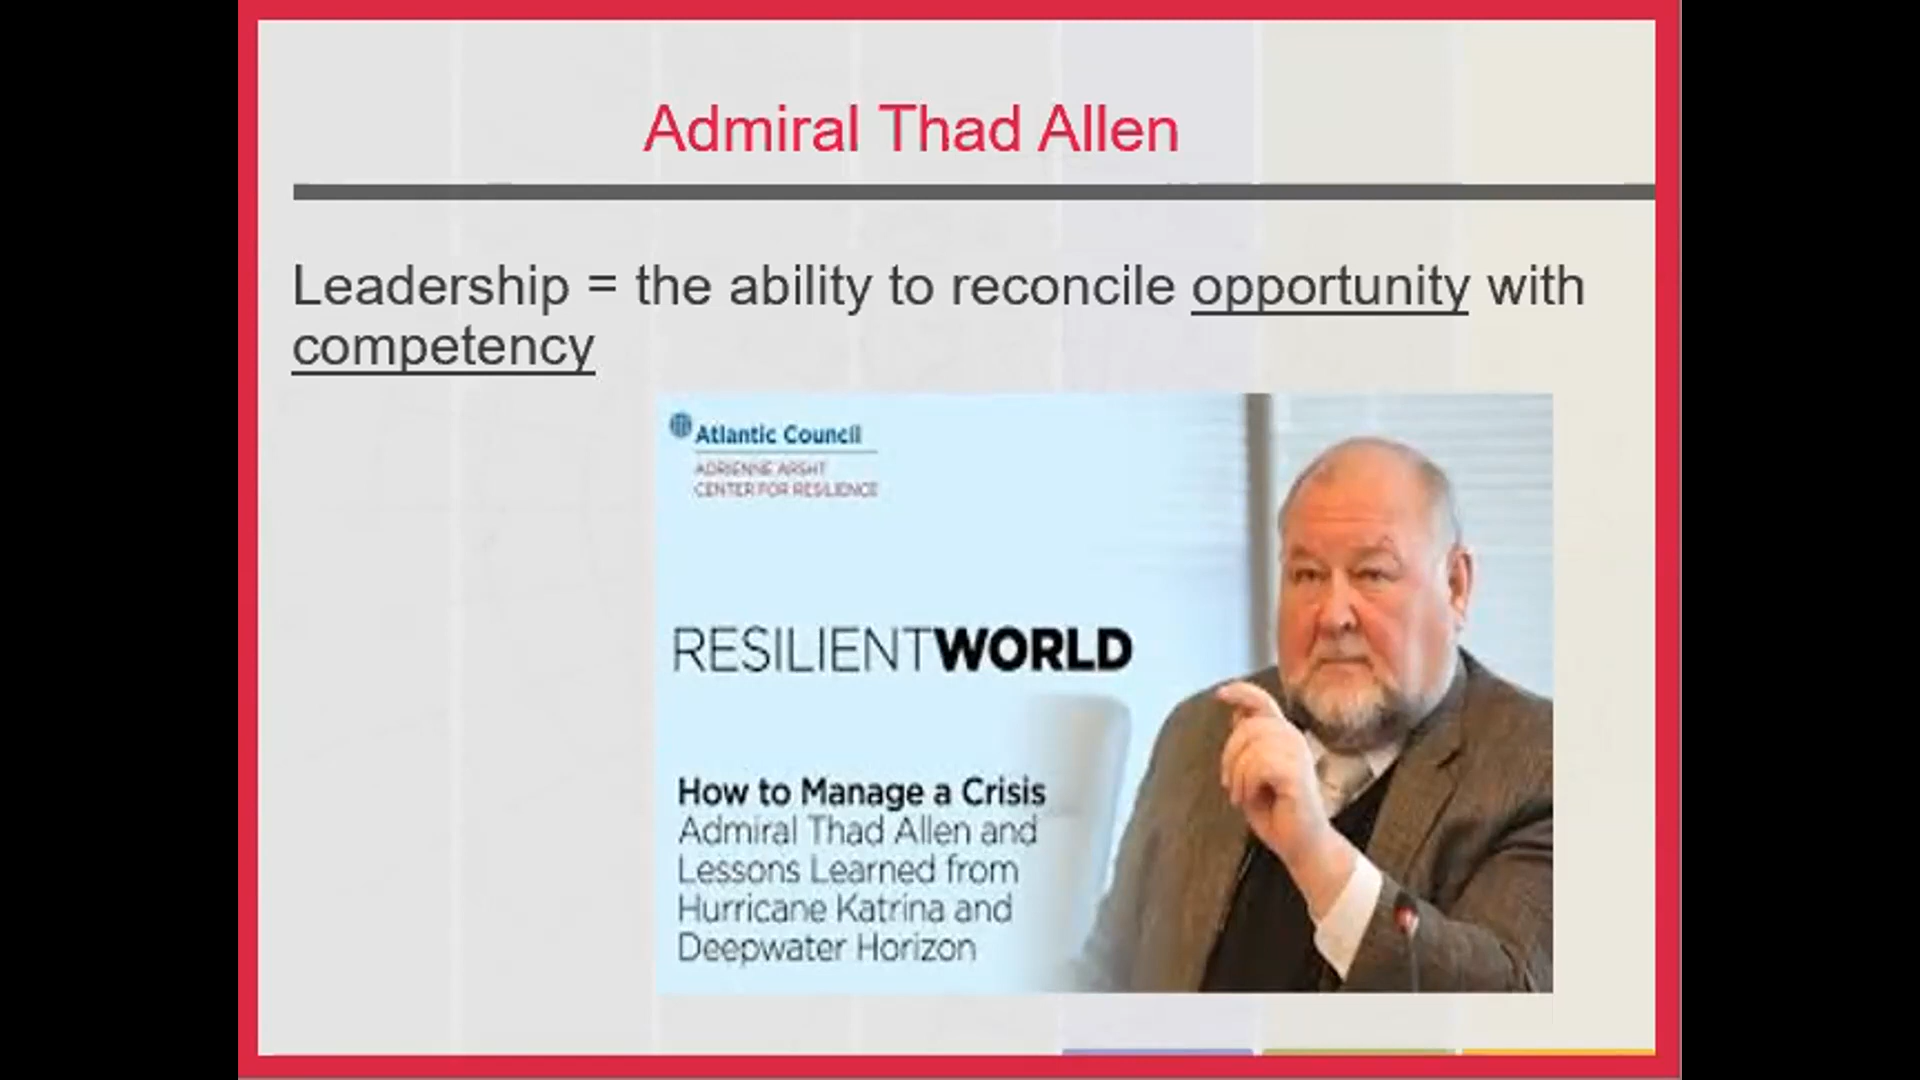 Admiral Thad Allen
Leadership = the ability to reconcile opportunity with
competency
Atlantic Council
ADRIENNE ARSHT
CENTER FOR RESILIENCE
RESILIENTWORLD
How to Manage a Crisis
Admiral Thad Allen and
Lessons Learned from
Hurricane Katrina and
Deepwater Horizon